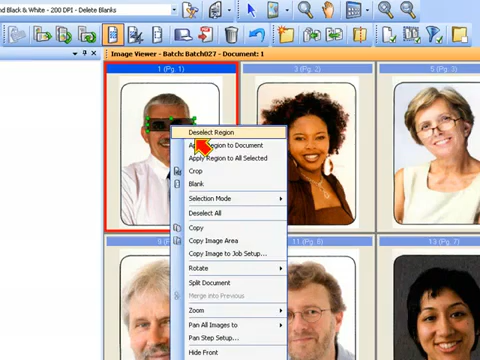 nd Black & White - 200 DPI - Delete Blanks
Image Viewer - Batch: Batch027 - Document: 1
1 (Pg. 1)
3 (Pg. 2)
5 (Pg. 3)
Deselect Region
Region to Document
Apply Region to All Selected
Crop
Blank
Selection Mode
Deselect All
Copy
Copy Image Area
Copy Image to Job Setup...
Rotate
Split Document
Merge into Previous
Zoom
Pan All Images to
Pan Step Setup...
Hide Front
11 (Pg. 6)
13 (Pg. 7)